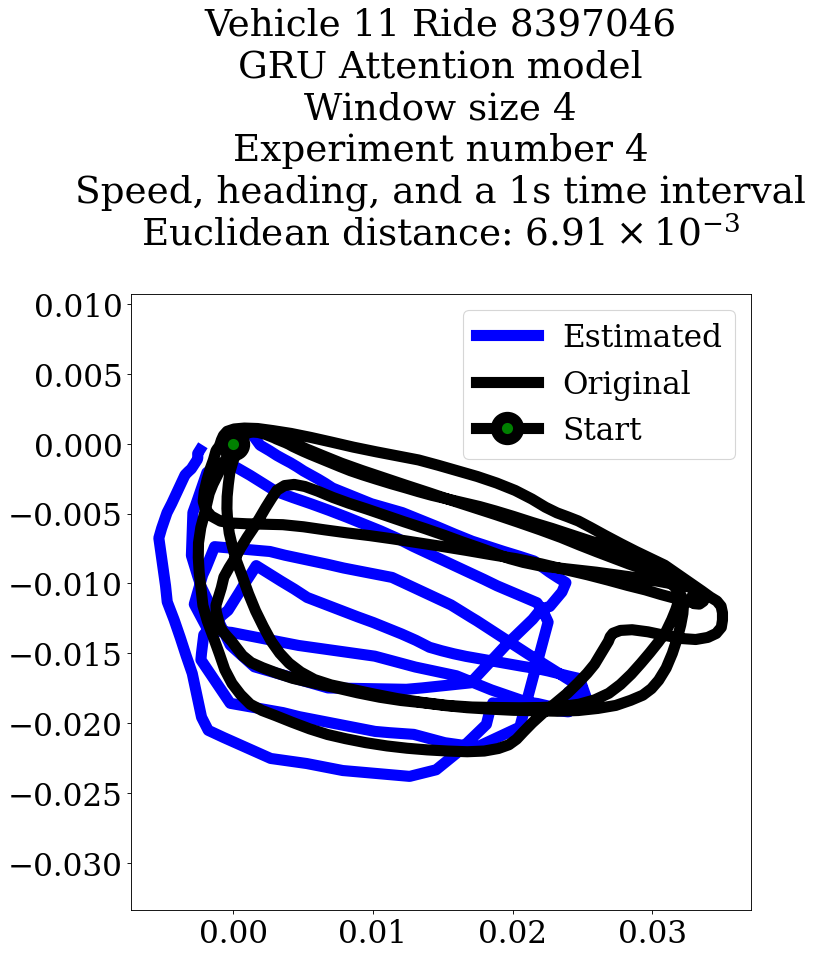 Vehicle 11 Ride 8397046
GRU Attention model
Window size 4
Experiment number 4
Speed, heading, and a 1s time interval
Euclidean distance: 6.91 × 10⁻³
0.010
0.005
0.000
−0.005
−0.010
−0.015
−0.020
−0.025
−0.030
Estimated
Original
Start
0.00 0.01 0.02 0.03